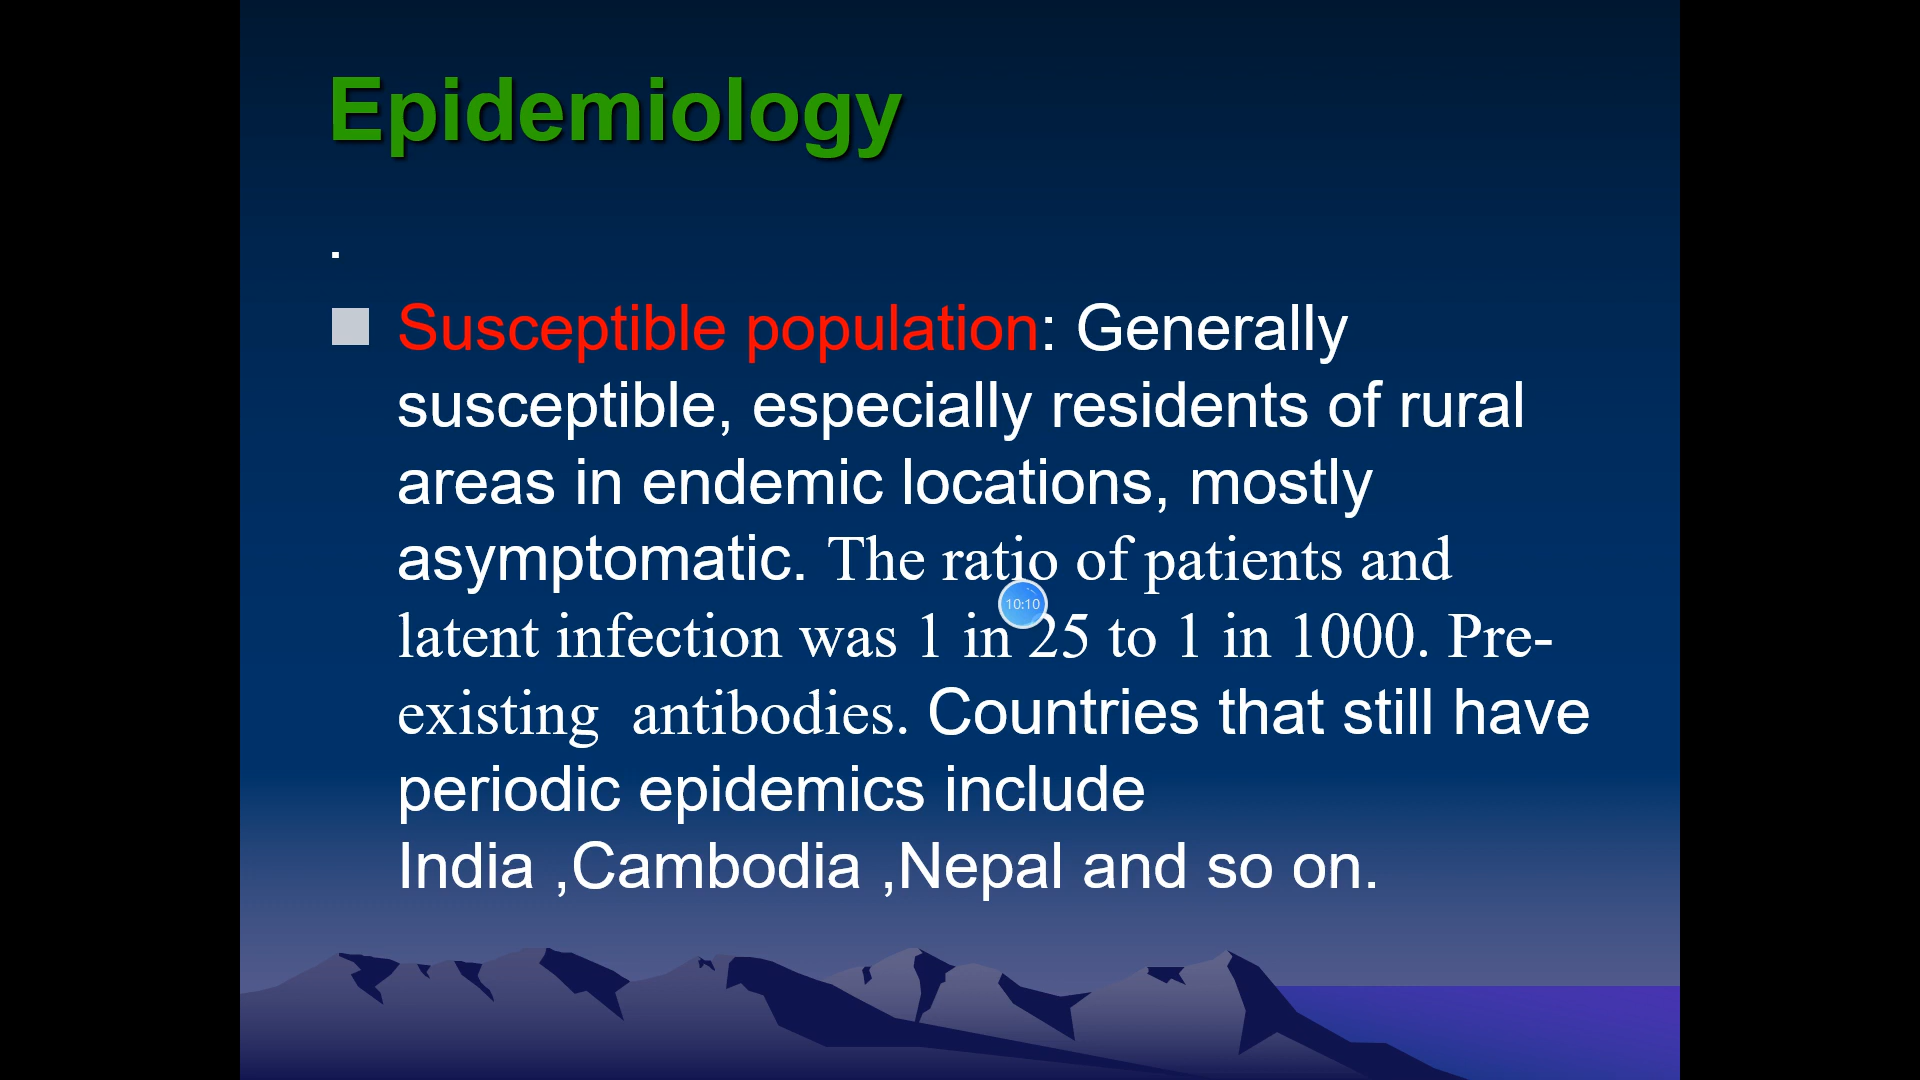 Epidemiology
.
Susceptible population: Generally
susceptible, especially residents of rural
areas in endemic locations, mostly
asymptomatic. The ratio of patients and
10:10
latent infection was 1 in 25 to 1 in 1000. Pre-
existing  antibodies. Countries that still have
periodic epidemics include
India ,Cambodia ,Nepal and so on.